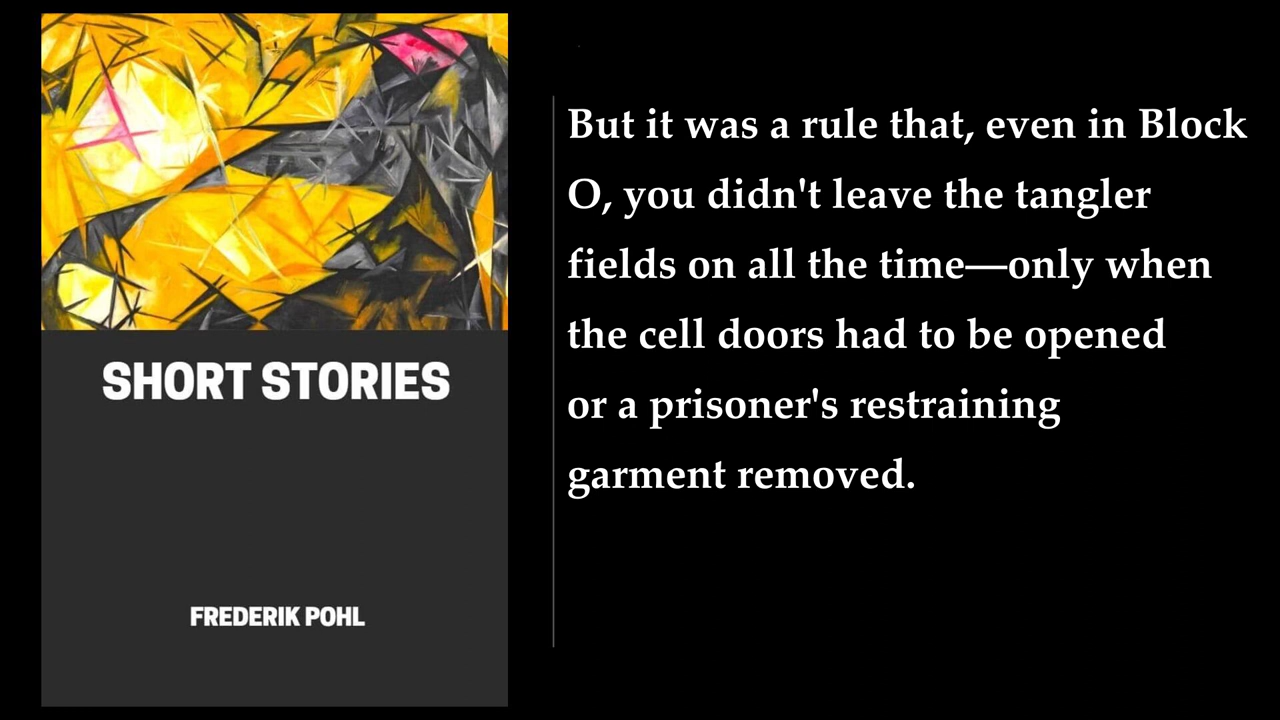 SHORT STORIES
FREDERIK POHL
But it was a rule that, even in Block
O, you didn't leave the tangler
fields on all the time—only when
the cell doors had to be opened
or a prisoner's restraining
garment removed.